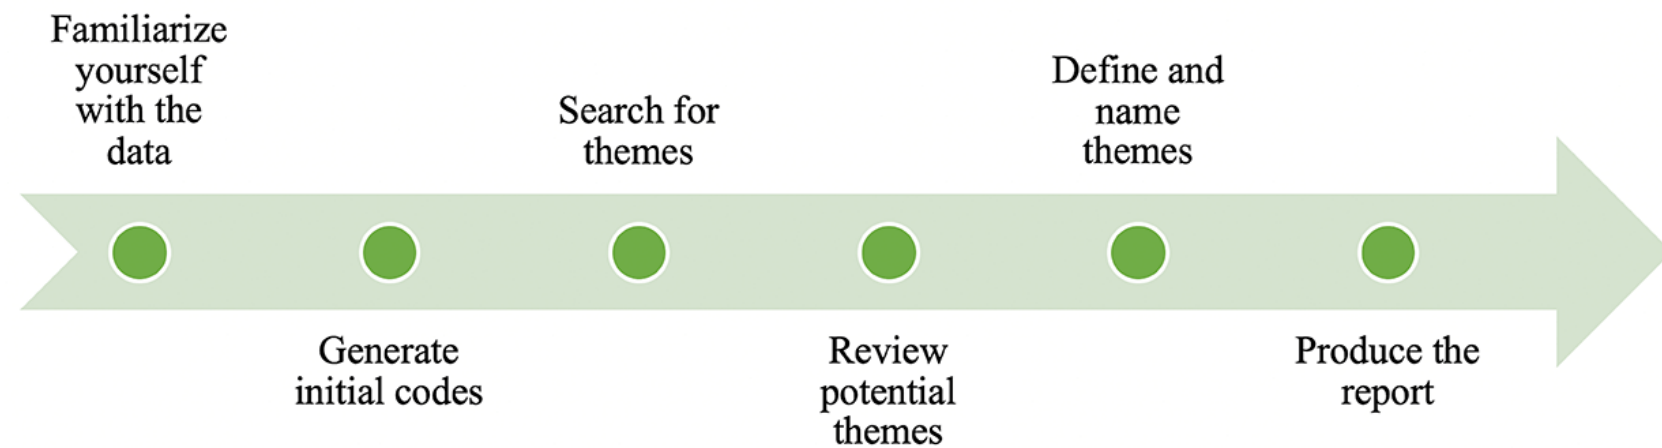 Familiarize
yourself
with the
data
Generate
initial codes
Search for
themes
Review
potential
themes
Define and
name
themes
Produce the
report